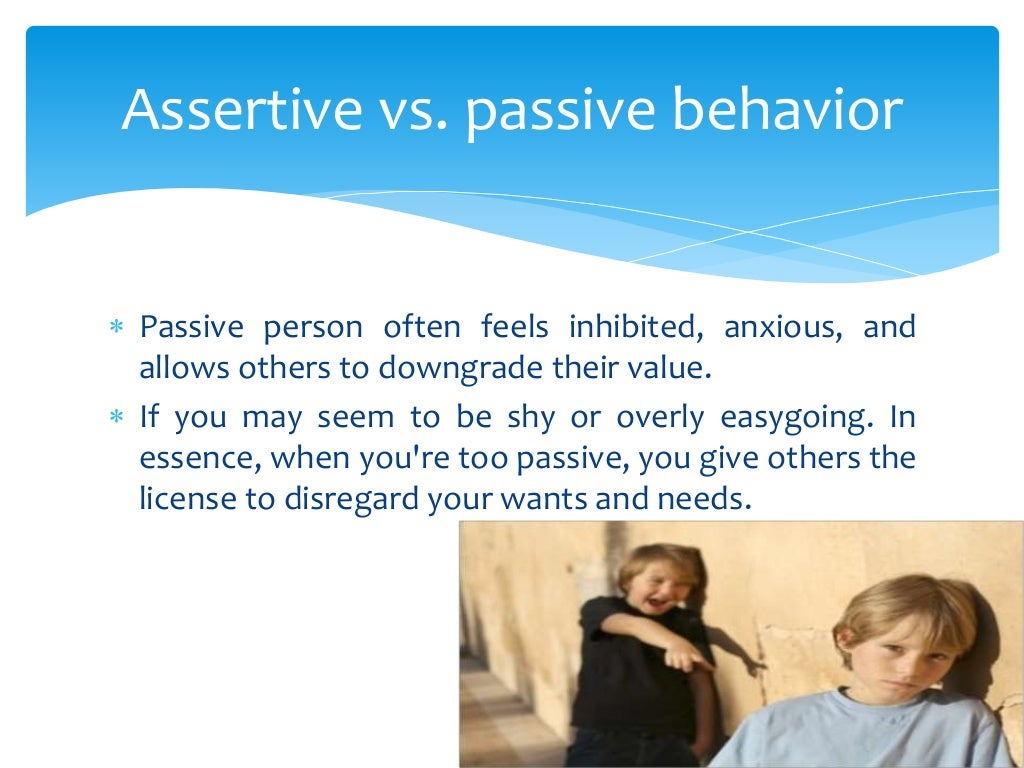 Assertive vs. passive behavior
* Passive person often feels inhibited, anxious, and
allows others to downgrade their value.
* If you may seem to be shy or overly easygoing. In
essence, when you're too passive, you give others the
license to disregard your wants and needs.